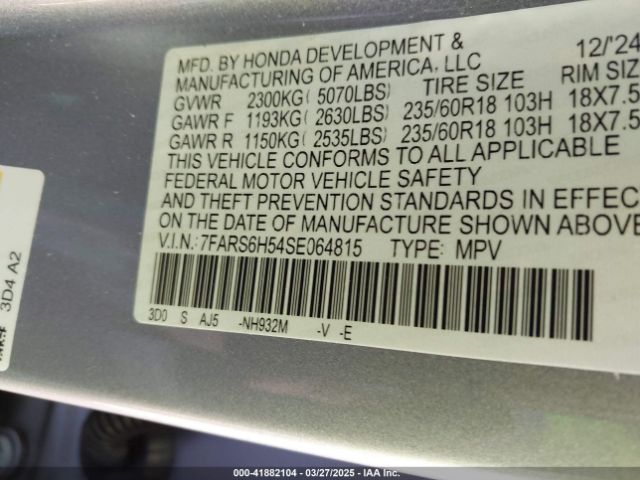 MFD. BY HONDA DEVELOPMENT & 12/'24
MANUFACTURING OF AMERICA, LLC
TIRE SIZE RIM SIZ
GVWR 2300KG( 5070LBS)
GAWR F 1193KG( 2630LBS) 235/60R18 103H 18X7.5
GAWR R 1150KG( 2535LBS) 235/60R18 103H 18X7.5
THIS VEHICLE CONFORMS TO ALL APPLICABLE
FEDERAL MOTOR VEHICLE SAFETY
AND THEFT PREVENTION STANDARDS IN EFFEC
ON THE DATE OF MANUFACTURE SHOWN ABOVE
V.I.N.: 7FARS6H54SE064815 TYPE: MPV
3D0 S AJ5 -NH932M -V -E
3D4 A2
000-41882104 - 03/27/2025 - IAA Inc.